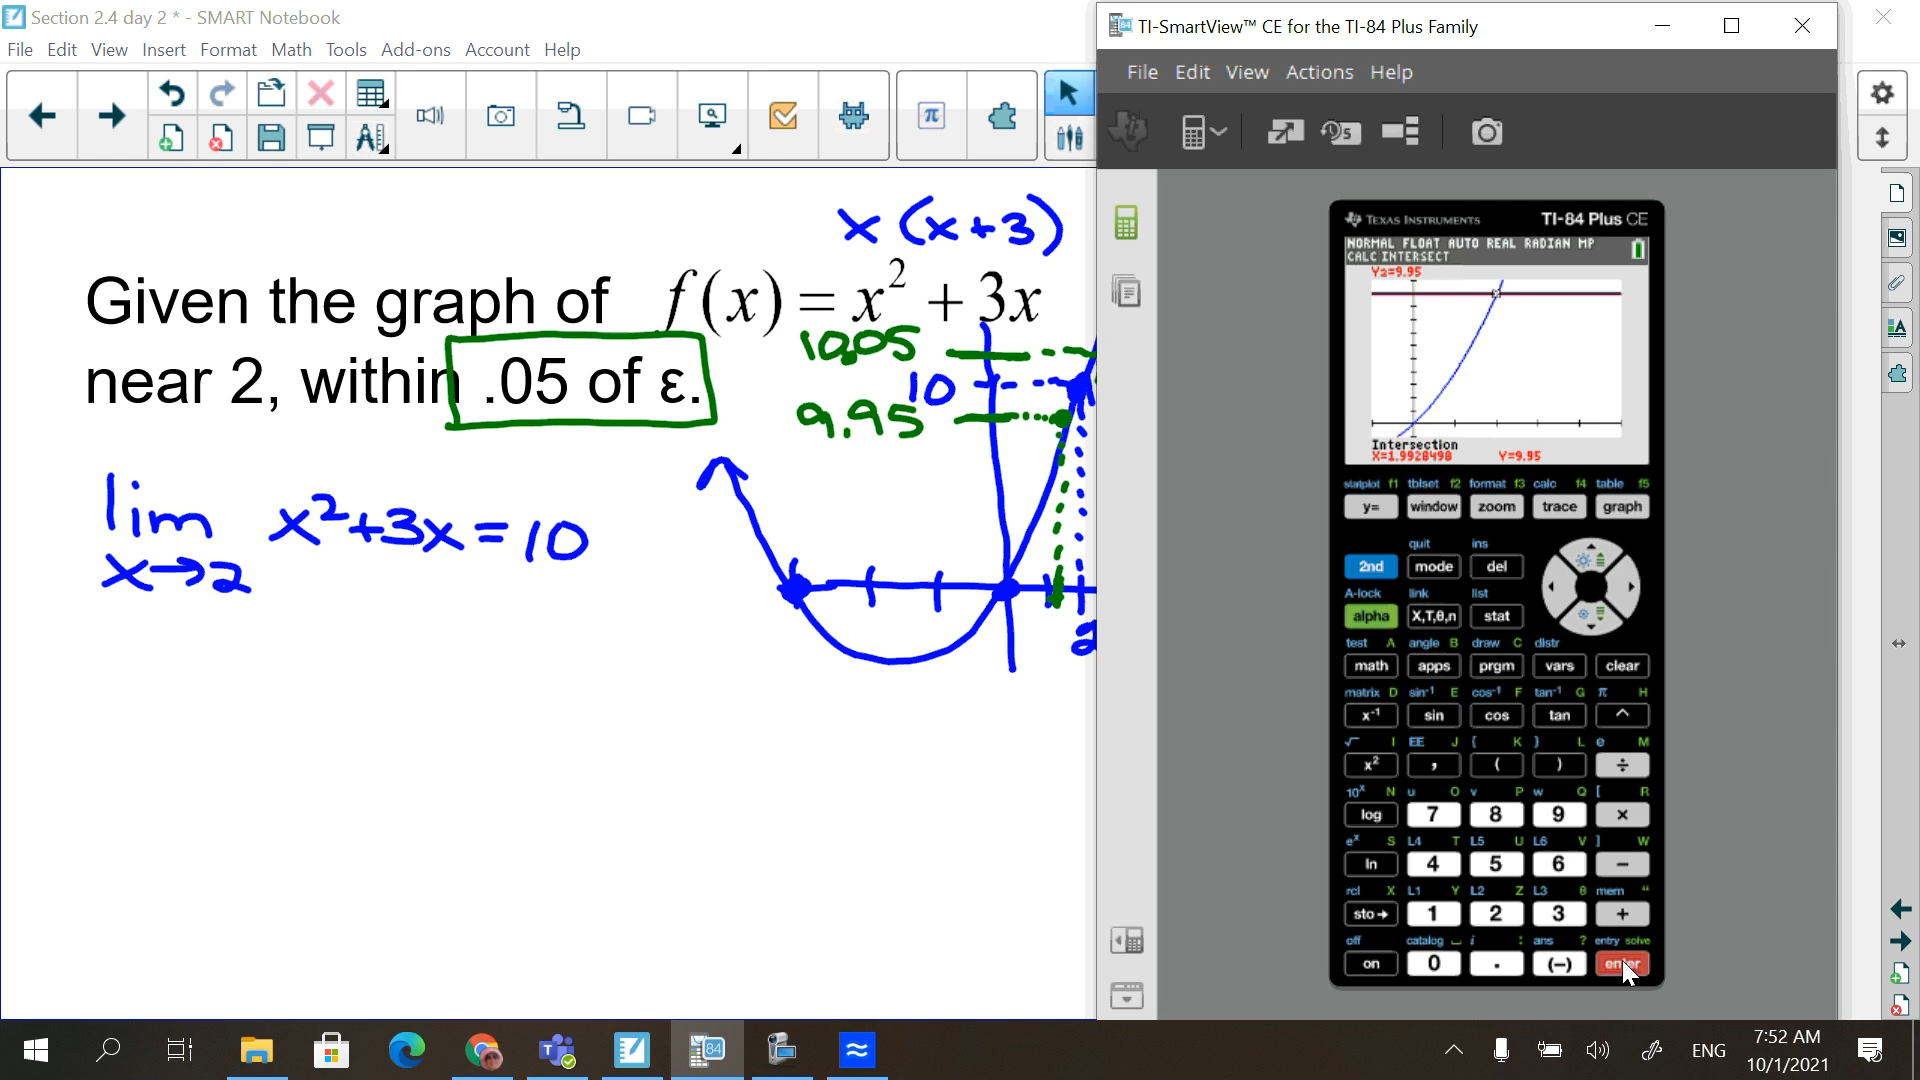 Section 2.4 day 2 * - SMART Notebook
File Edit View Insert Format Math Tools Add-ons Account Help
TI-SmartView™ CE for the TI-84 Plus Family
File Edit View Actions Help
x (x+3)
Given the graph of f(x) = x² + 3x
near 2, within .05 of ε.
10.05
10
9.95
lim x²+3x = 10
x→2
2
TEXAS INSTRUMENTS TI-84 Plus CE
NORMAL FLOAT AUTO REAL RADIAN MP
CALC INTERSECT
Y2=9.95
Intersection
X=1.9928498 Y=9.95
statplot f1 tblset f2 format f3 calc f4 table f5
y= window zoom trace graph
quit ins
2nd mode del
A-lock link list
alpha X,T,θ,n stat
test A angle B draw C distr
math apps prgm vars clear
matrix D sin⁻¹ E cos⁻¹ F tan⁻¹ G π H
x⁻¹ sin cos tan ^
√ I EE J { K } L e M
x² , ( ) ÷
10ˣ N u O v P w Q [ R
log 7 8 9 ×
eˣ S L4 T L5 U L6 V ] W
ln 4 5 6 −
rcl X L1 Y L2 Z L3 θ mem "
sto→ 1 2 3 +
off catalog i : ans ? entry solve
on 0 . (−) enter
84
ENG
7:52 AM
10/1/2021